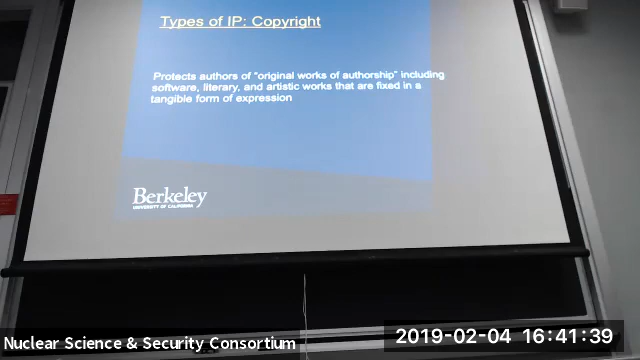 Types of IP: Copyright
Protects authors of "original works of authorship" including
software, literary, and artistic works that are fixed in a
tangible form of expression
Berkeley
UNIVERSITY OF CALIFORNIA
Nuclear Science & Security Consortium
2019-02-04 16:41:39